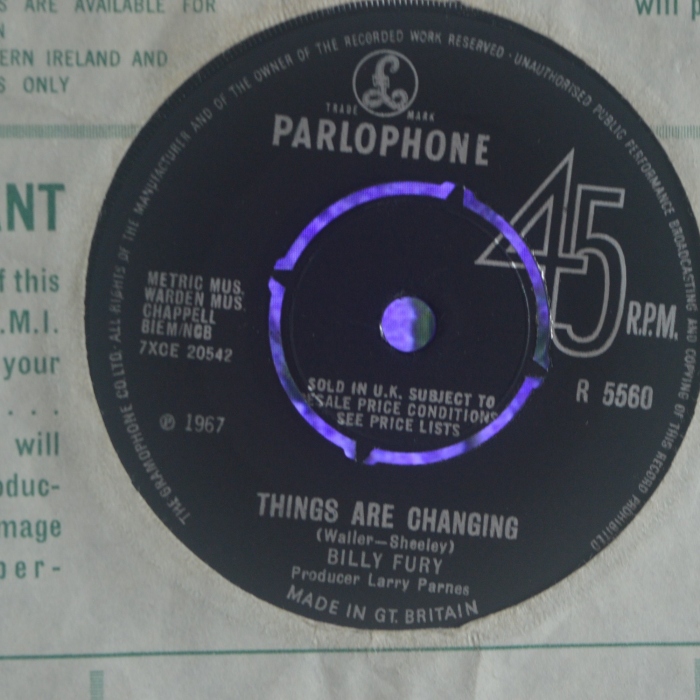 S ARE AVAILABLE FOR
ERN IRELAND AND
S ONLY
will p
ANT
f this
.M.I.
your
. . .
will
oduc-
mage
per-
THE GRAMOPHONE CO LTD· ALL RIGHTS OF THE MANUFACTURER AND OF THE OWNER OF THE RECORDED WORK RESERVED · UNAUTHORISED PUBLIC PERFORMANCE BROADCASTING AND COPYING OF THIS RECORD PROHIBITED
£
TRADE MARK
PARLOPHONE
45
R.P.M.
METRIC MUS.
WARDEN MUS.
CHAPPELL
BIEM/NCB
7XCE 20542
℗ 1967
R 5560
SOLD IN U.K. SUBJECT TO
ESALE PRICE CONDITIONS
SEE PRICE LISTS
THINGS ARE CHANGING
(Waller—Sheeley)
BILLY FURY
Producer Larry Parnes
MADE IN GT. BRITAIN